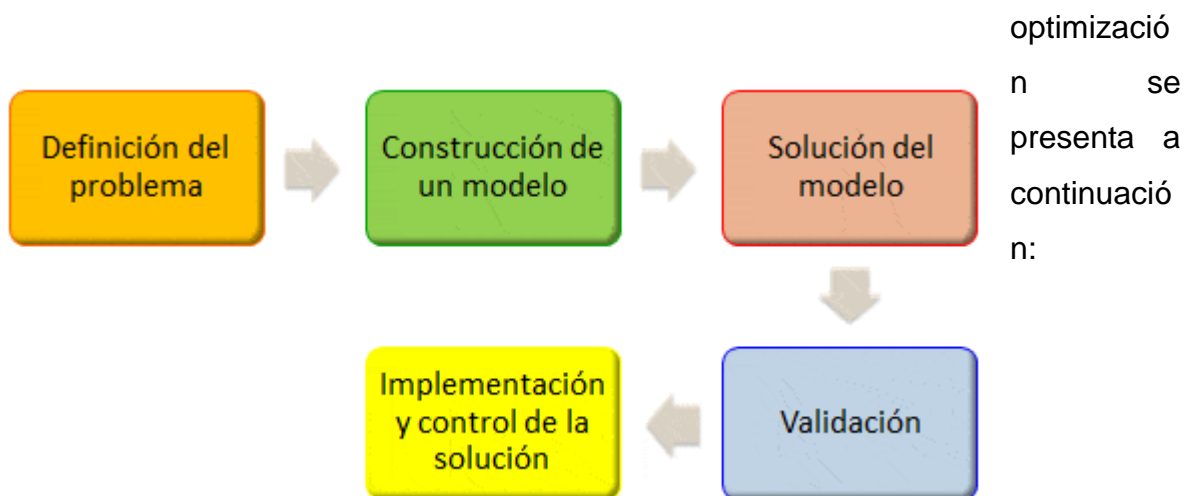 optimizació
n se
presenta a
continuació
n:
Definición del
problema
Construcción de
un modelo
Solución del
modelo
Validación
Implementación
y control de la
solución